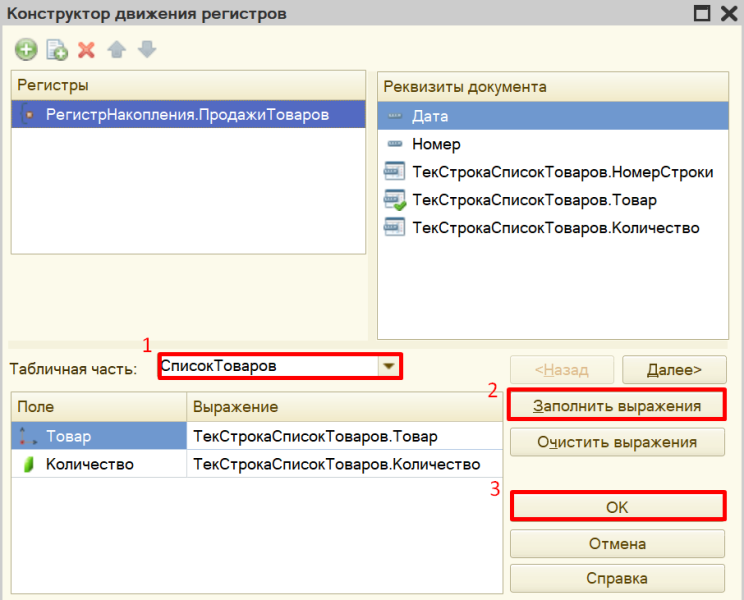 Конструктор движения регистров
Регистры
РегистрНакопления.ПродажиТоваров
Реквизиты документа
Дата
Номер
ТекСтрокаСписокТоваров.НомерСтроки
ТекСтрокаСписокТоваров.Товар
ТекСтрокаСписокТоваров.Количество
1
Табличная часть: СписокТоваров
<Назад Далее>
2
Заполнить выражения
Очистить выражения
Поле Выражение
Товар ТекСтрокаСписокТоваров.Товар
Количество ТекСтрокаСписокТоваров.Количество
3
ОК
Отмена
Справка